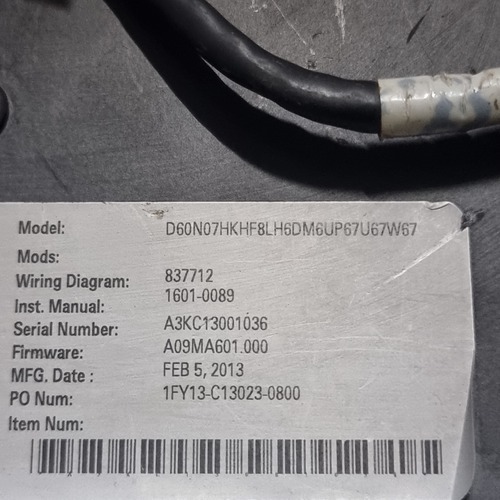 Model: D60N07HKHF8LH6DM6UP67U67W67
Mods:
Wiring Diagram: 837712
Inst. Manual: 1601-0089
Serial Number: A3KC13001036
Firmware: A09MA601.000
MFG. Date : FEB 5, 2013
PO Num: 1FY13-C13023-0800
Item Num: